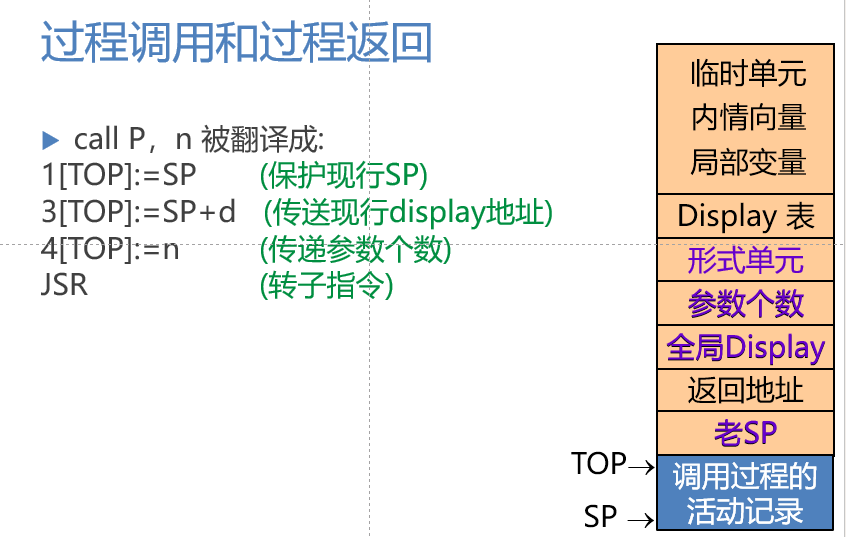 过程调用和过程返回
call P，n 被翻译成:
1[TOP]:=SP (保护现行SP)
3[TOP]:=SP+d (传送现行display地址)
4[TOP]:=n (传递参数个数)
JSR (转子指令)
临时单元
内情向量
局部变量
Display 表
形式单元
参数个数
全局Display
返回地址
老SP
TOP→
调用过程的
活动记录
SP →